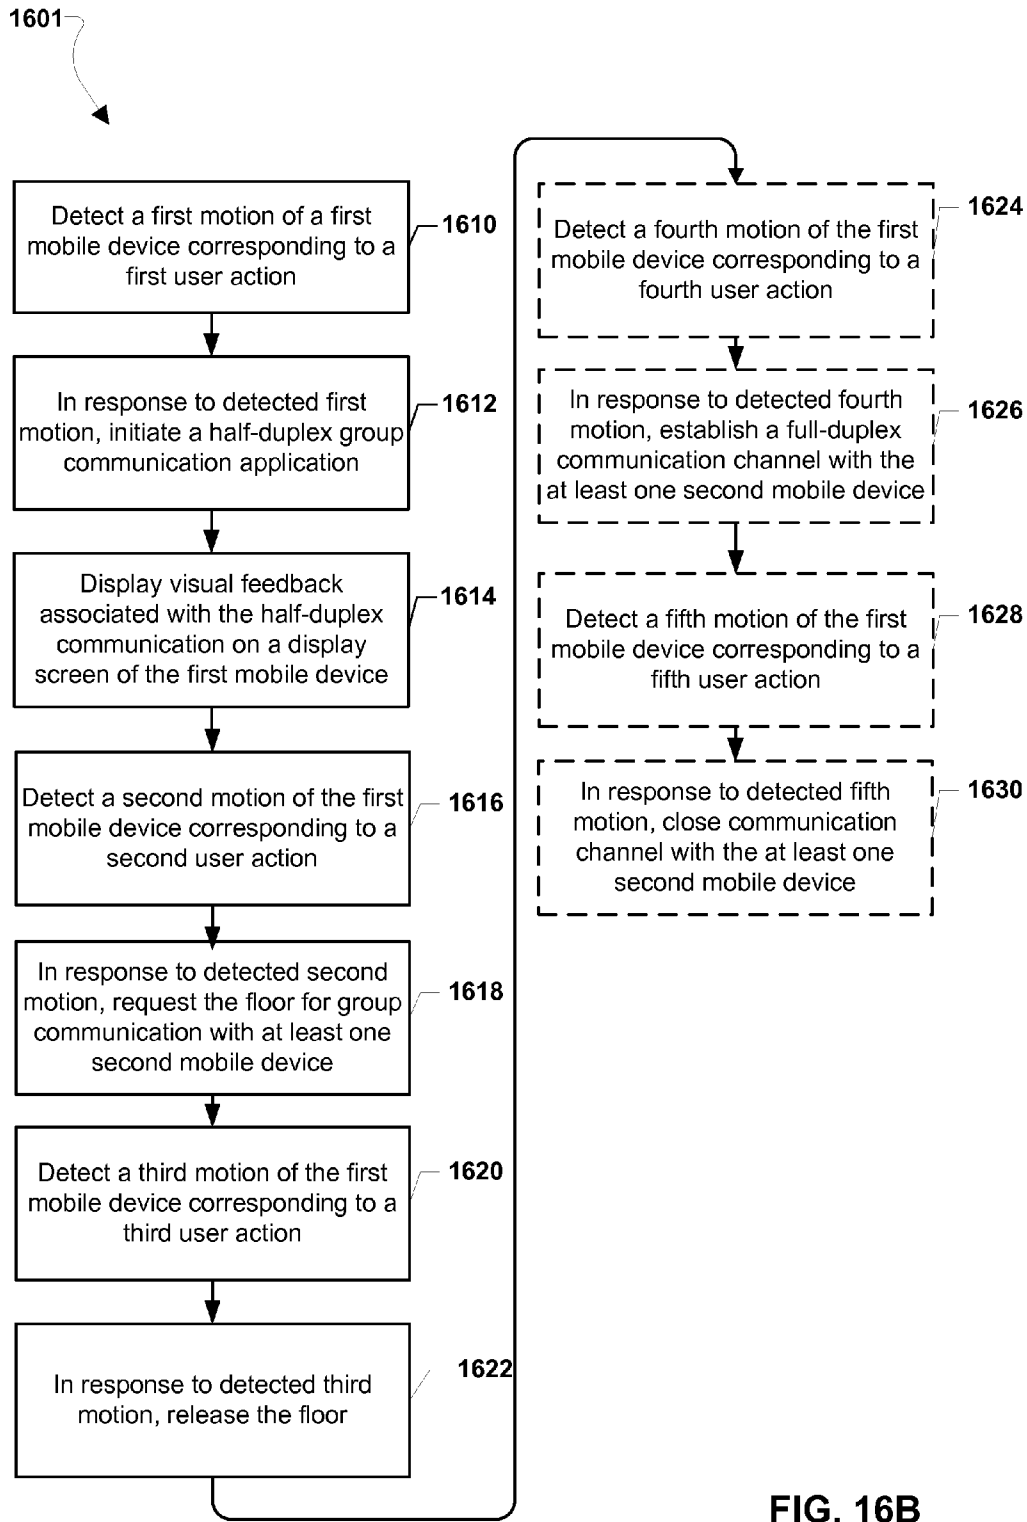 1601
Detect a first motion of a first
mobile device corresponding to a
first user action
1610
In response to detected first
motion, initiate a half-duplex group
communication application
1612
Display visual feedback
associated with the half-duplex
communication on a display
screen of the first mobile device
1614
Detect a second motion of the first
mobile device corresponding to a
second user action
1616
In response to detected second
motion, request the floor for group
communication with at least one
second mobile device
1618
Detect a third motion of the first
mobile device corresponding to a
third user action
1620
In response to detected third
motion, release the floor
1622
Detect a fourth motion of the first
mobile device corresponding to a
fourth user action
1624
In response to detected fourth
motion, establish a full-duplex
communication channel with the
at least one second mobile device
1626
Detect a fifth motion of the first
mobile device corresponding to a
fifth user action
1628
In response to detected fifth
motion, close communication
channel with the at least one
second mobile device
1630
FIG. 16B